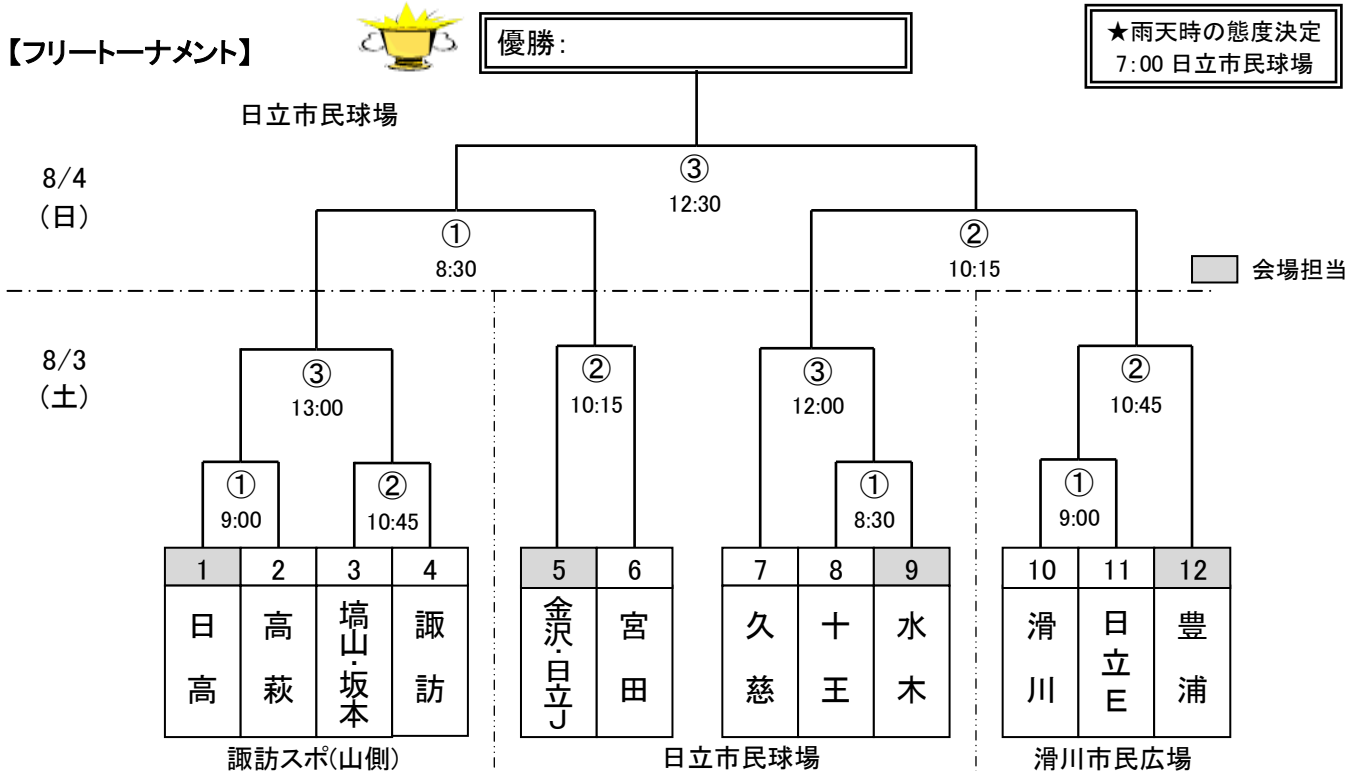 【フリートーナメント】
優勝:
★雨天時の態度決定
7:00 日立市民球場
日立市民球場
8/4
(日)
③
12:30
①
8:30
②
10:15
会場担当
8/3
(土)
③
13:00
②
10:15
③
12:00
②
10:45
①
9:00
②
10:45
①
8:30
①
9:00
1 2 3 4 5 6 7 8 9 10 11 12
日高
高萩
塙山・坂本
諏訪
金沢・日立J
宮田
久慈
十王
水木
滑川
日立E
豊浦
諏訪スポ(山側)
日立市民球場
滑川市民広場